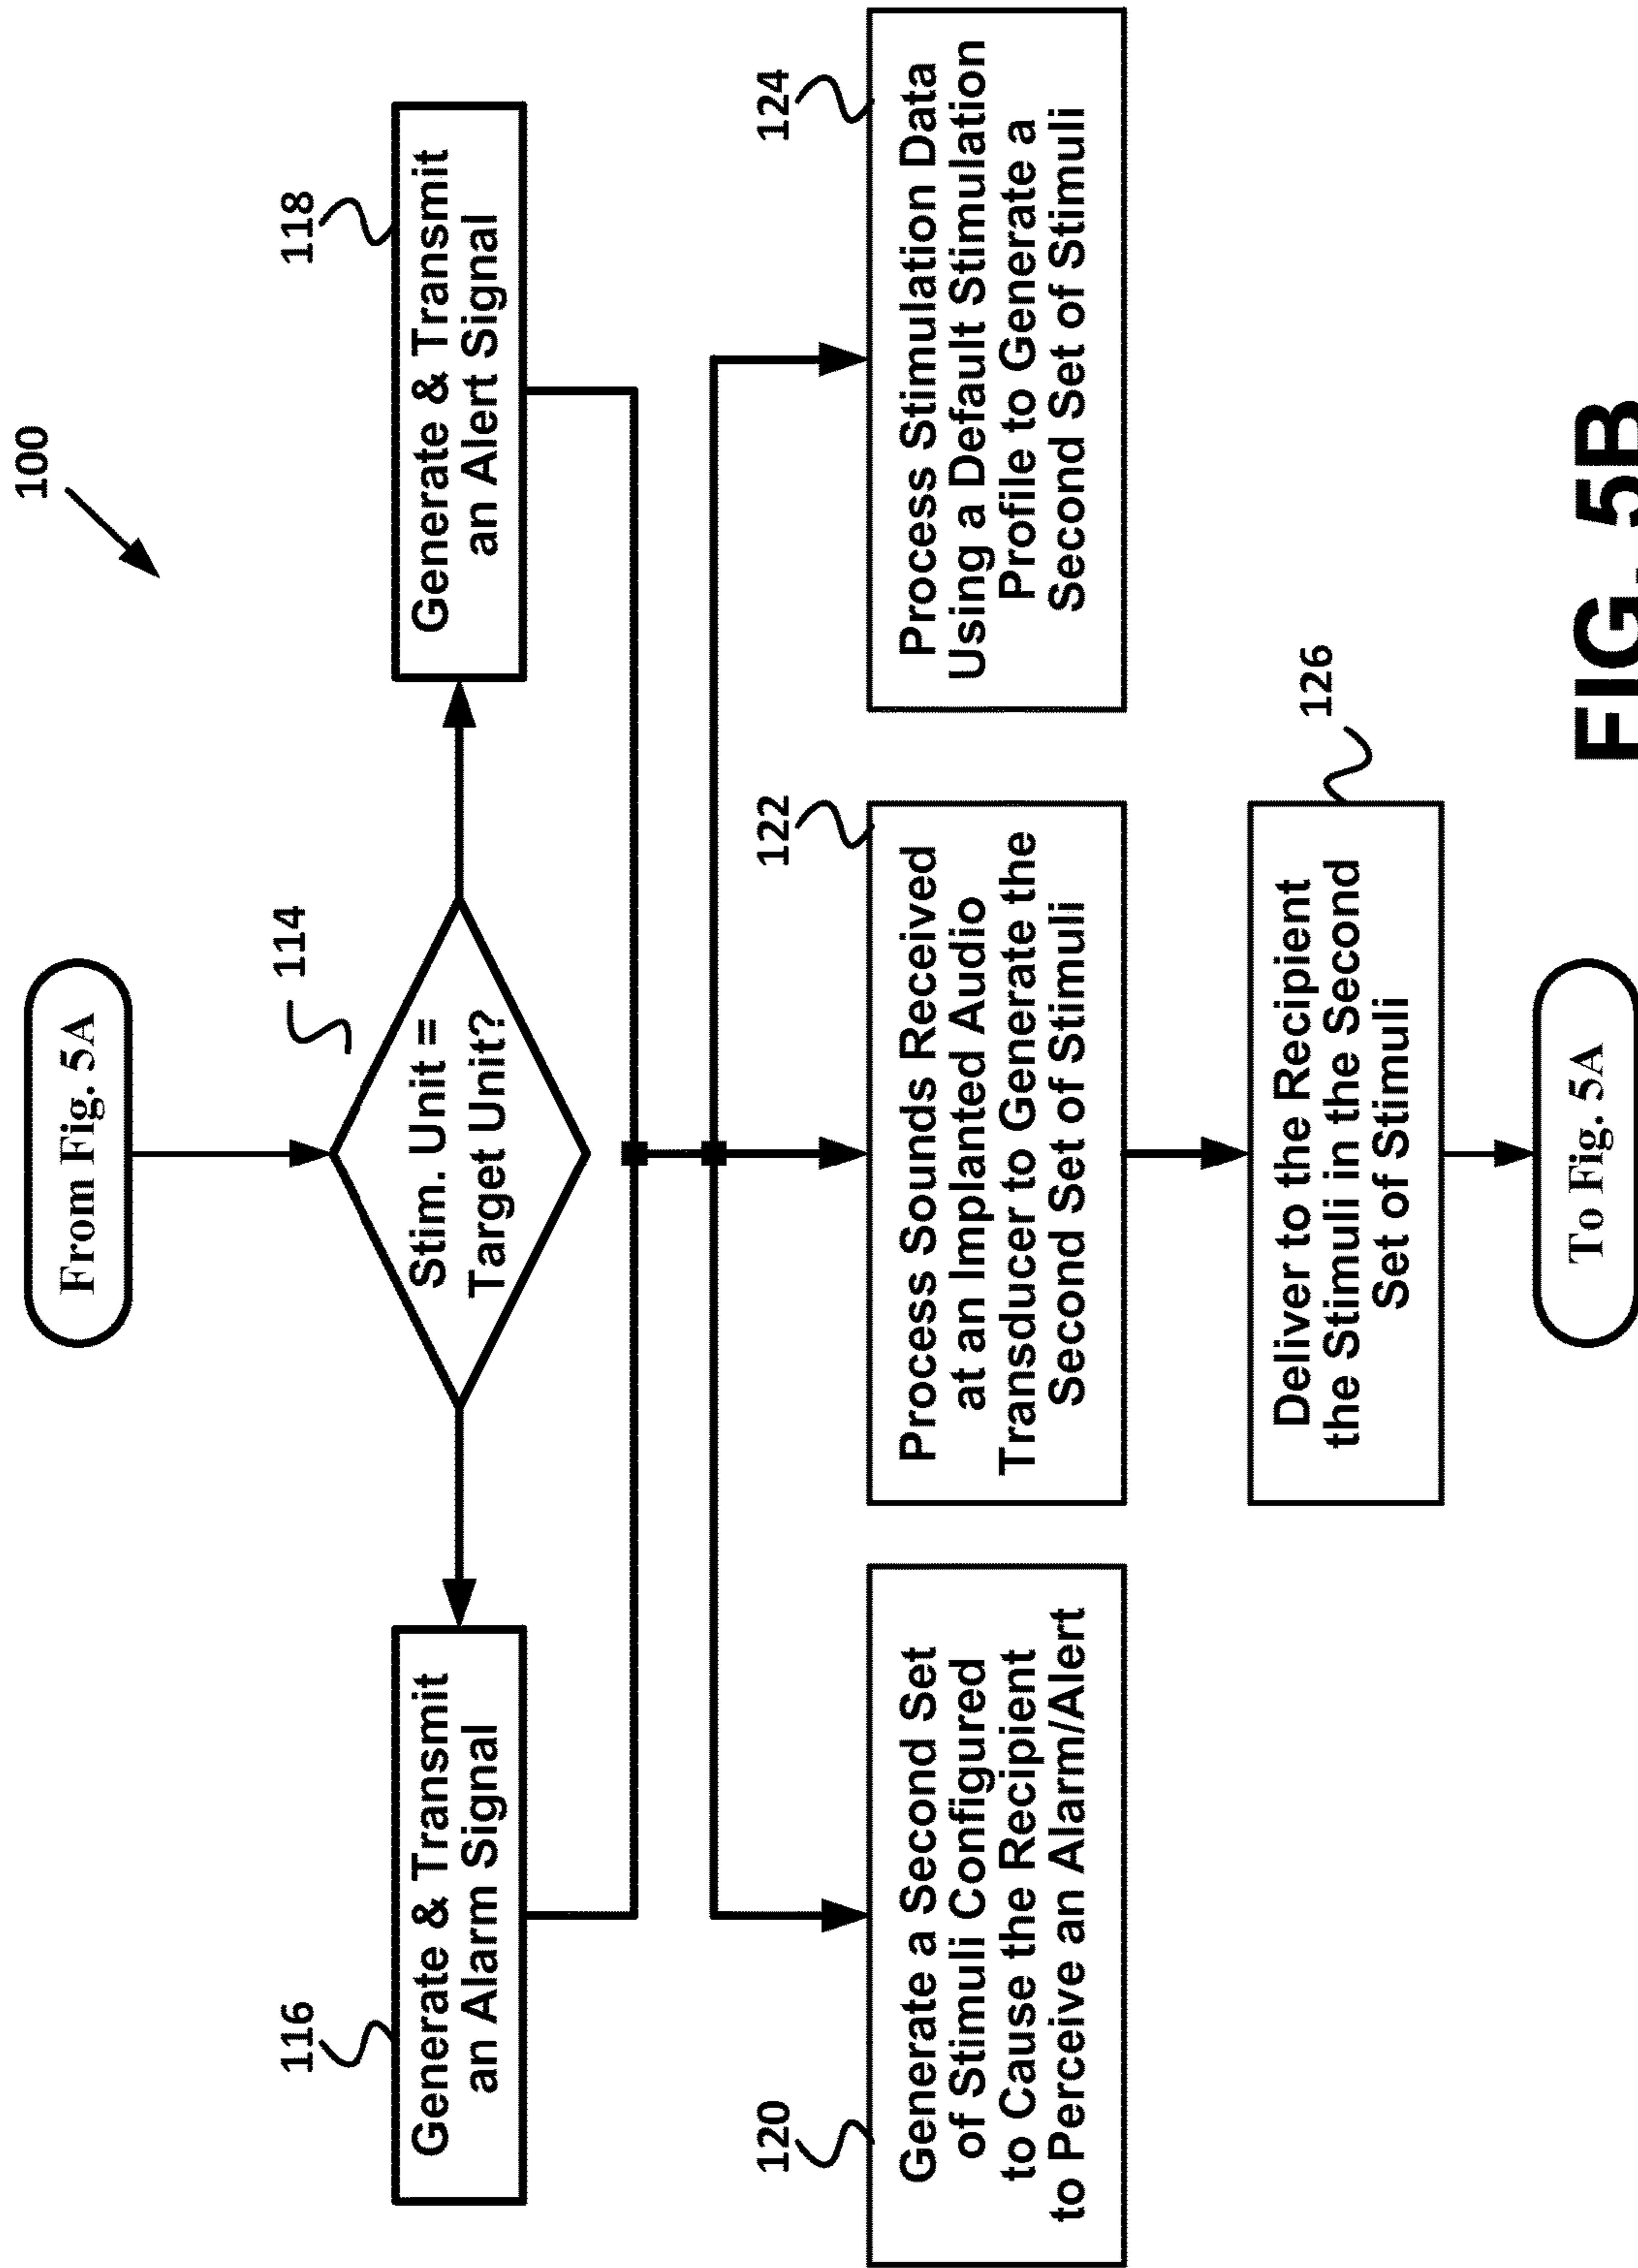 100
From Fig. 5A
114
Stim. Unit =
Target Unit?
116
Generate & Transmit
an Alarm Signal
118
Generate & Transmit
an Alert Signal
120
Generate a Second Set
of Stimuli Configured
to Cause the Recipient
to Perceive an Alarm/Alert
122
Process Sounds Received
at an Implanted Audio
Transducer to Generate the
Second Set of Stimuli
124
Process Stimulation Data
Using a Default Stimulation
Profile to Generate a
Second Set of Stimuli
126
Deliver to the Recipient
the Stimuli in the Second
Set of Stimuli
To Fig. 5A
FIG. 5B